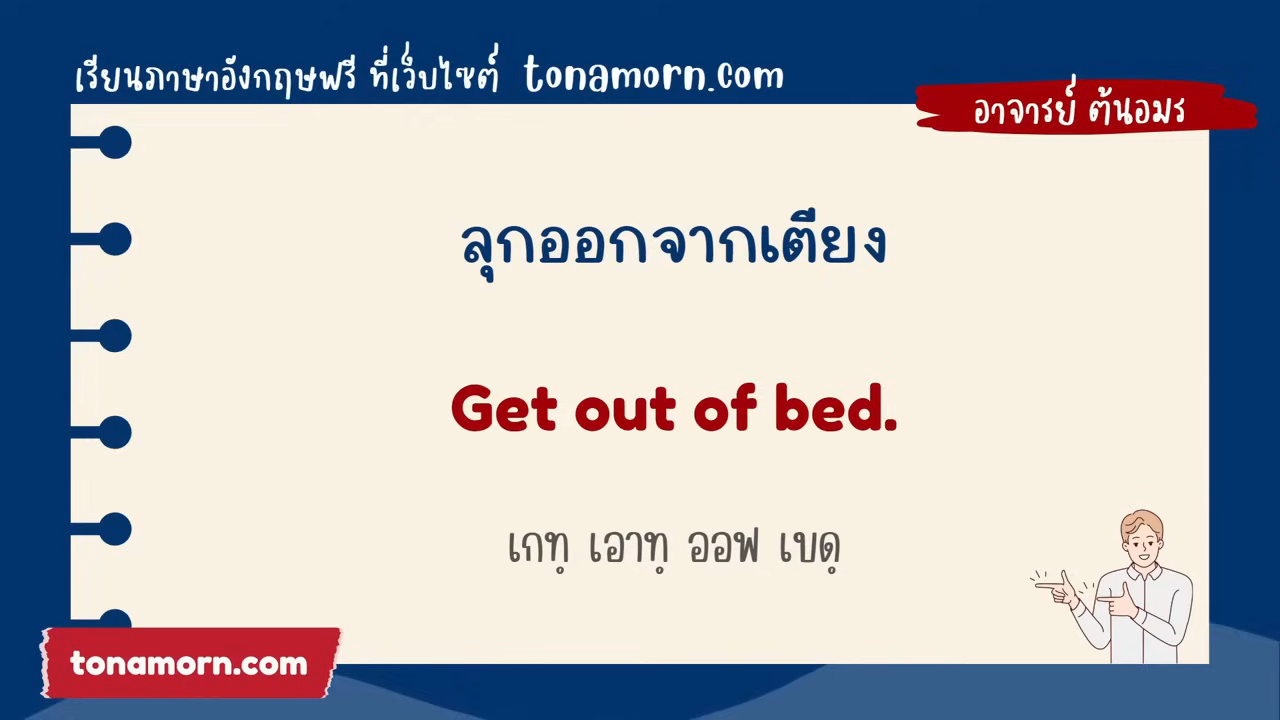 เรียนภาษาอังกฤษฟรี ที่เว็บไซต์ tonamorn.com
อาจารย์ ต้นอมร
ลุกออกจากเตียง
Get out of bed.
เกทฺ เอาทฺ ออฟ เบดฺ
tonamorn.com